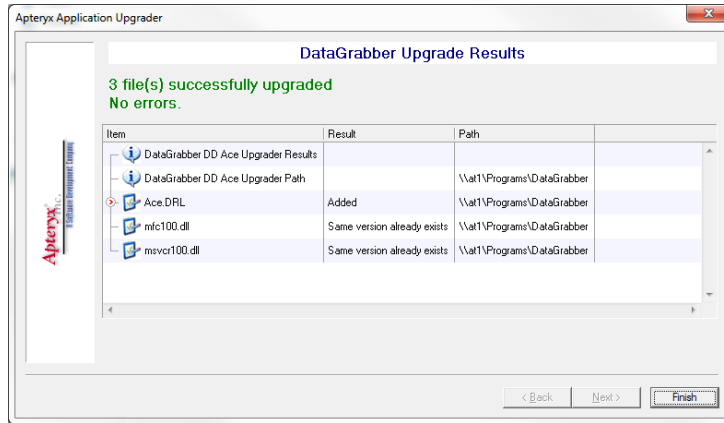 Apteryx Application Upgrader
DataGrabber Upgrade Results
3 file(s) successfully upgraded
No errors.
Item Result Path
DataGrabber DD Ace Upgrader Results
DataGrabber DD Ace Upgrader Path \\at1\Programs\DataGrabber
Ace.DRL Added \\at1\Programs\DataGrabber
mfc100.dll Same version already exists \\at1\Programs\DataGrabber
msvcr100.dll Same version already exists \\at1\Programs\DataGrabber
Apteryx Inc.
A Software Development Company
< Back Next > Finish